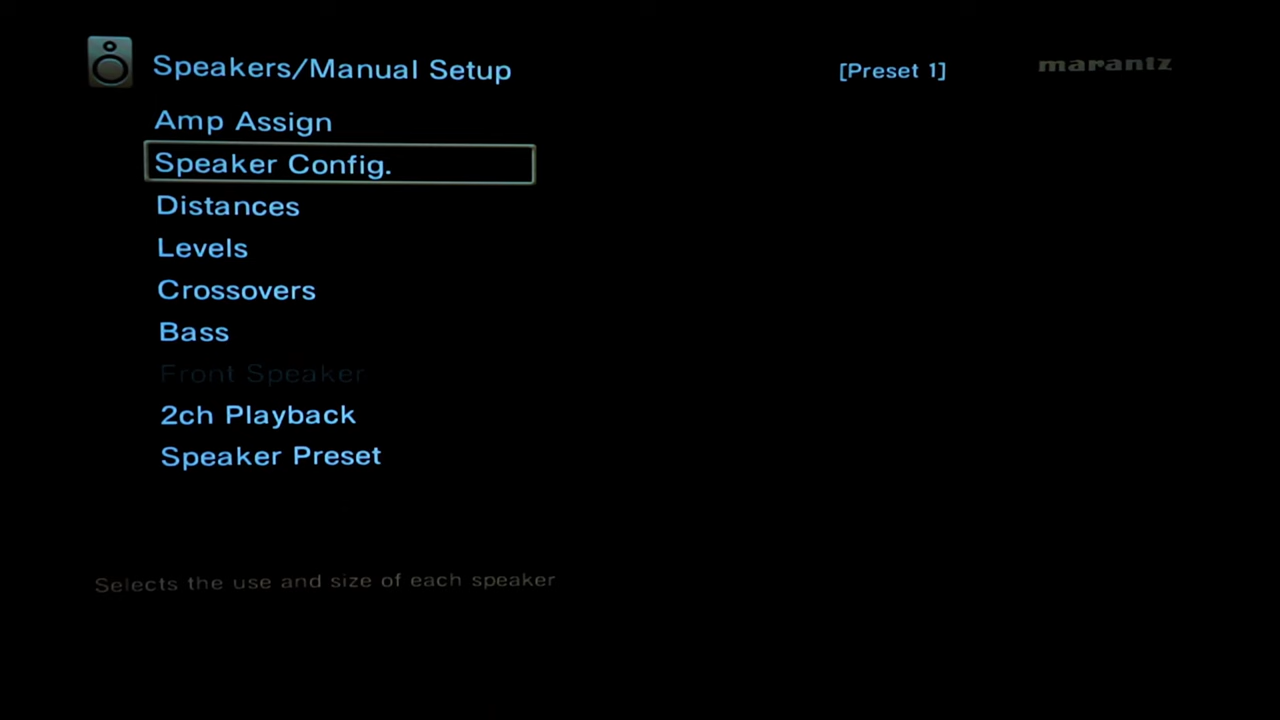 Speakers/Manual Setup
[Preset 1]
marantz
Amp Assign
Speaker Config.
Distances
Levels
Crossovers
Bass
Front Speaker
2ch Playback
Speaker Preset
Selects the use and size of each speaker